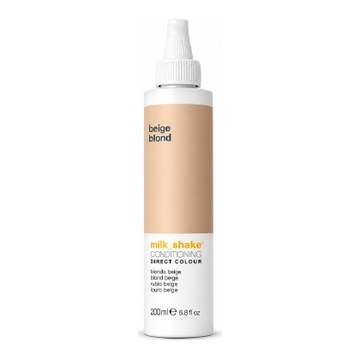 beige
blond
milk_shake®
CONDITIONING
DIRECT COLOUR
biondo beige
blond beige
rubio beige
louro beige
200ml ℮ 6.8 fl oz